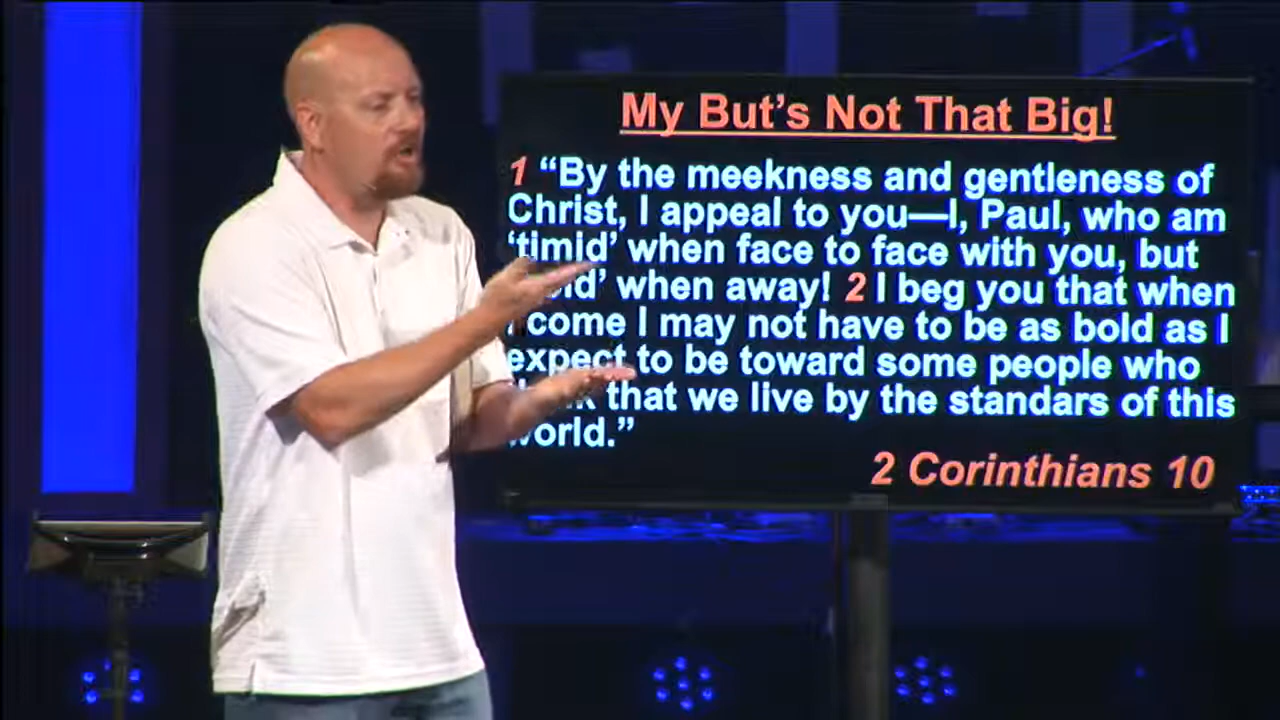 My But’s Not That Big!
1 “By the meekness and gentleness of
Christ, I appeal to you—I, Paul, who am
‘timid’ when face to face with you, but
when away! 2 I beg you that when
I come I may not have to be as bold as I
expect to be toward some people who
that we live by the standars of this
world.”
2 Corinthians 10